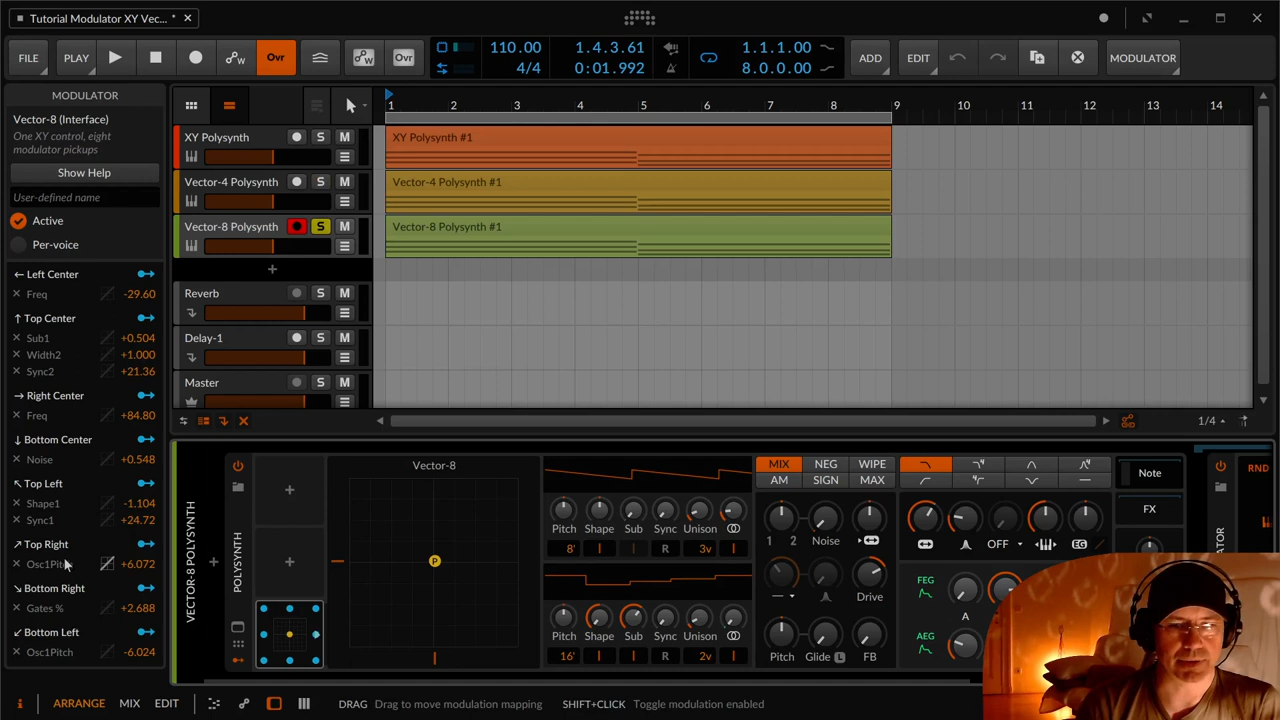 Tutorial Modulator XY Vec... *
FILE
PLAY
Ovr
Ovr
110.00
4/4
1.4.3.61
0:01.992
1.1.1.00
8.0.0.00
ADD
EDIT
MODULATOR
MODULATOR
Vector-8 (Interface)
One XY control, eight
modulator pickups
Show Help
User-defined name
Active
Per-voice
← Left Center
Freq -29.60
↑ Top Center
Sub1 +0.504
Width2 +1.000
Sync2 +21.36
→ Right Center
Freq +84.80
↓ Bottom Center
Noise +0.548
↖ Top Left
Shape1 -1.104
Sync1 +24.72
↗ Top Right
Osc1Pitch +6.072
↘ Bottom Right
Gates % +2.688
↙ Bottom Left
Osc1Pitch -6.024
1 2 3 4 5 6 7 8 9 10 11 12 13 14
XY Polysynth S M
XY Polysynth #1
Vector-4 Polysynth S M
Vector-4 Polysynth #1
Vector-8 Polysynth S M
Vector-8 Polysynth #1
+
Reverb S M
Delay-1 S M
Master S M
1/4
VECTOR-8 POLYSYNTH
POLYSYNTH
Vector-8
P
Pitch Shape Sub Sync Unison
8' R 3v
Pitch Shape Sub Sync Unison
16' R 2v
MIX NEG WIPE
AM SIGN MAX
1 2 Noise
Drive
Pitch Glide L FB
OFF EG
FEG
A
AEG
Note
FX
RND
ARRANGE MIX EDIT
DRAG Drag to move modulation mapping
SHIFT+CLICK Toggle modulation enabled